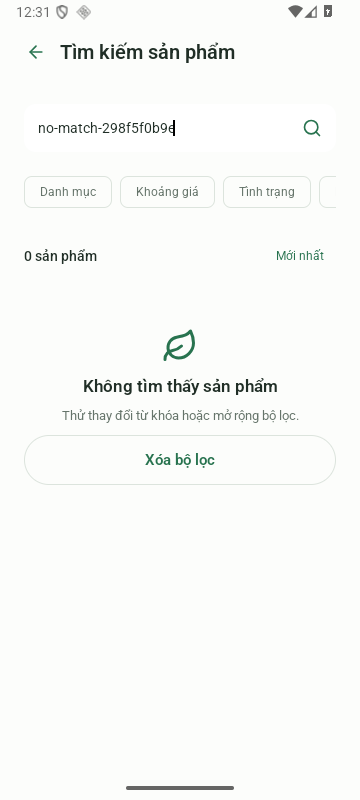 12:31
Tìm kiếm sản phẩm
no-match-298f5f0b9e
Danh mục
Khoảng giá
Tình trạng
0 sản phẩm
Mới nhất
Không tìm thấy sản phẩm
Thử thay đổi từ khóa hoặc mở rộng bộ lọc.
Xóa bộ lọc